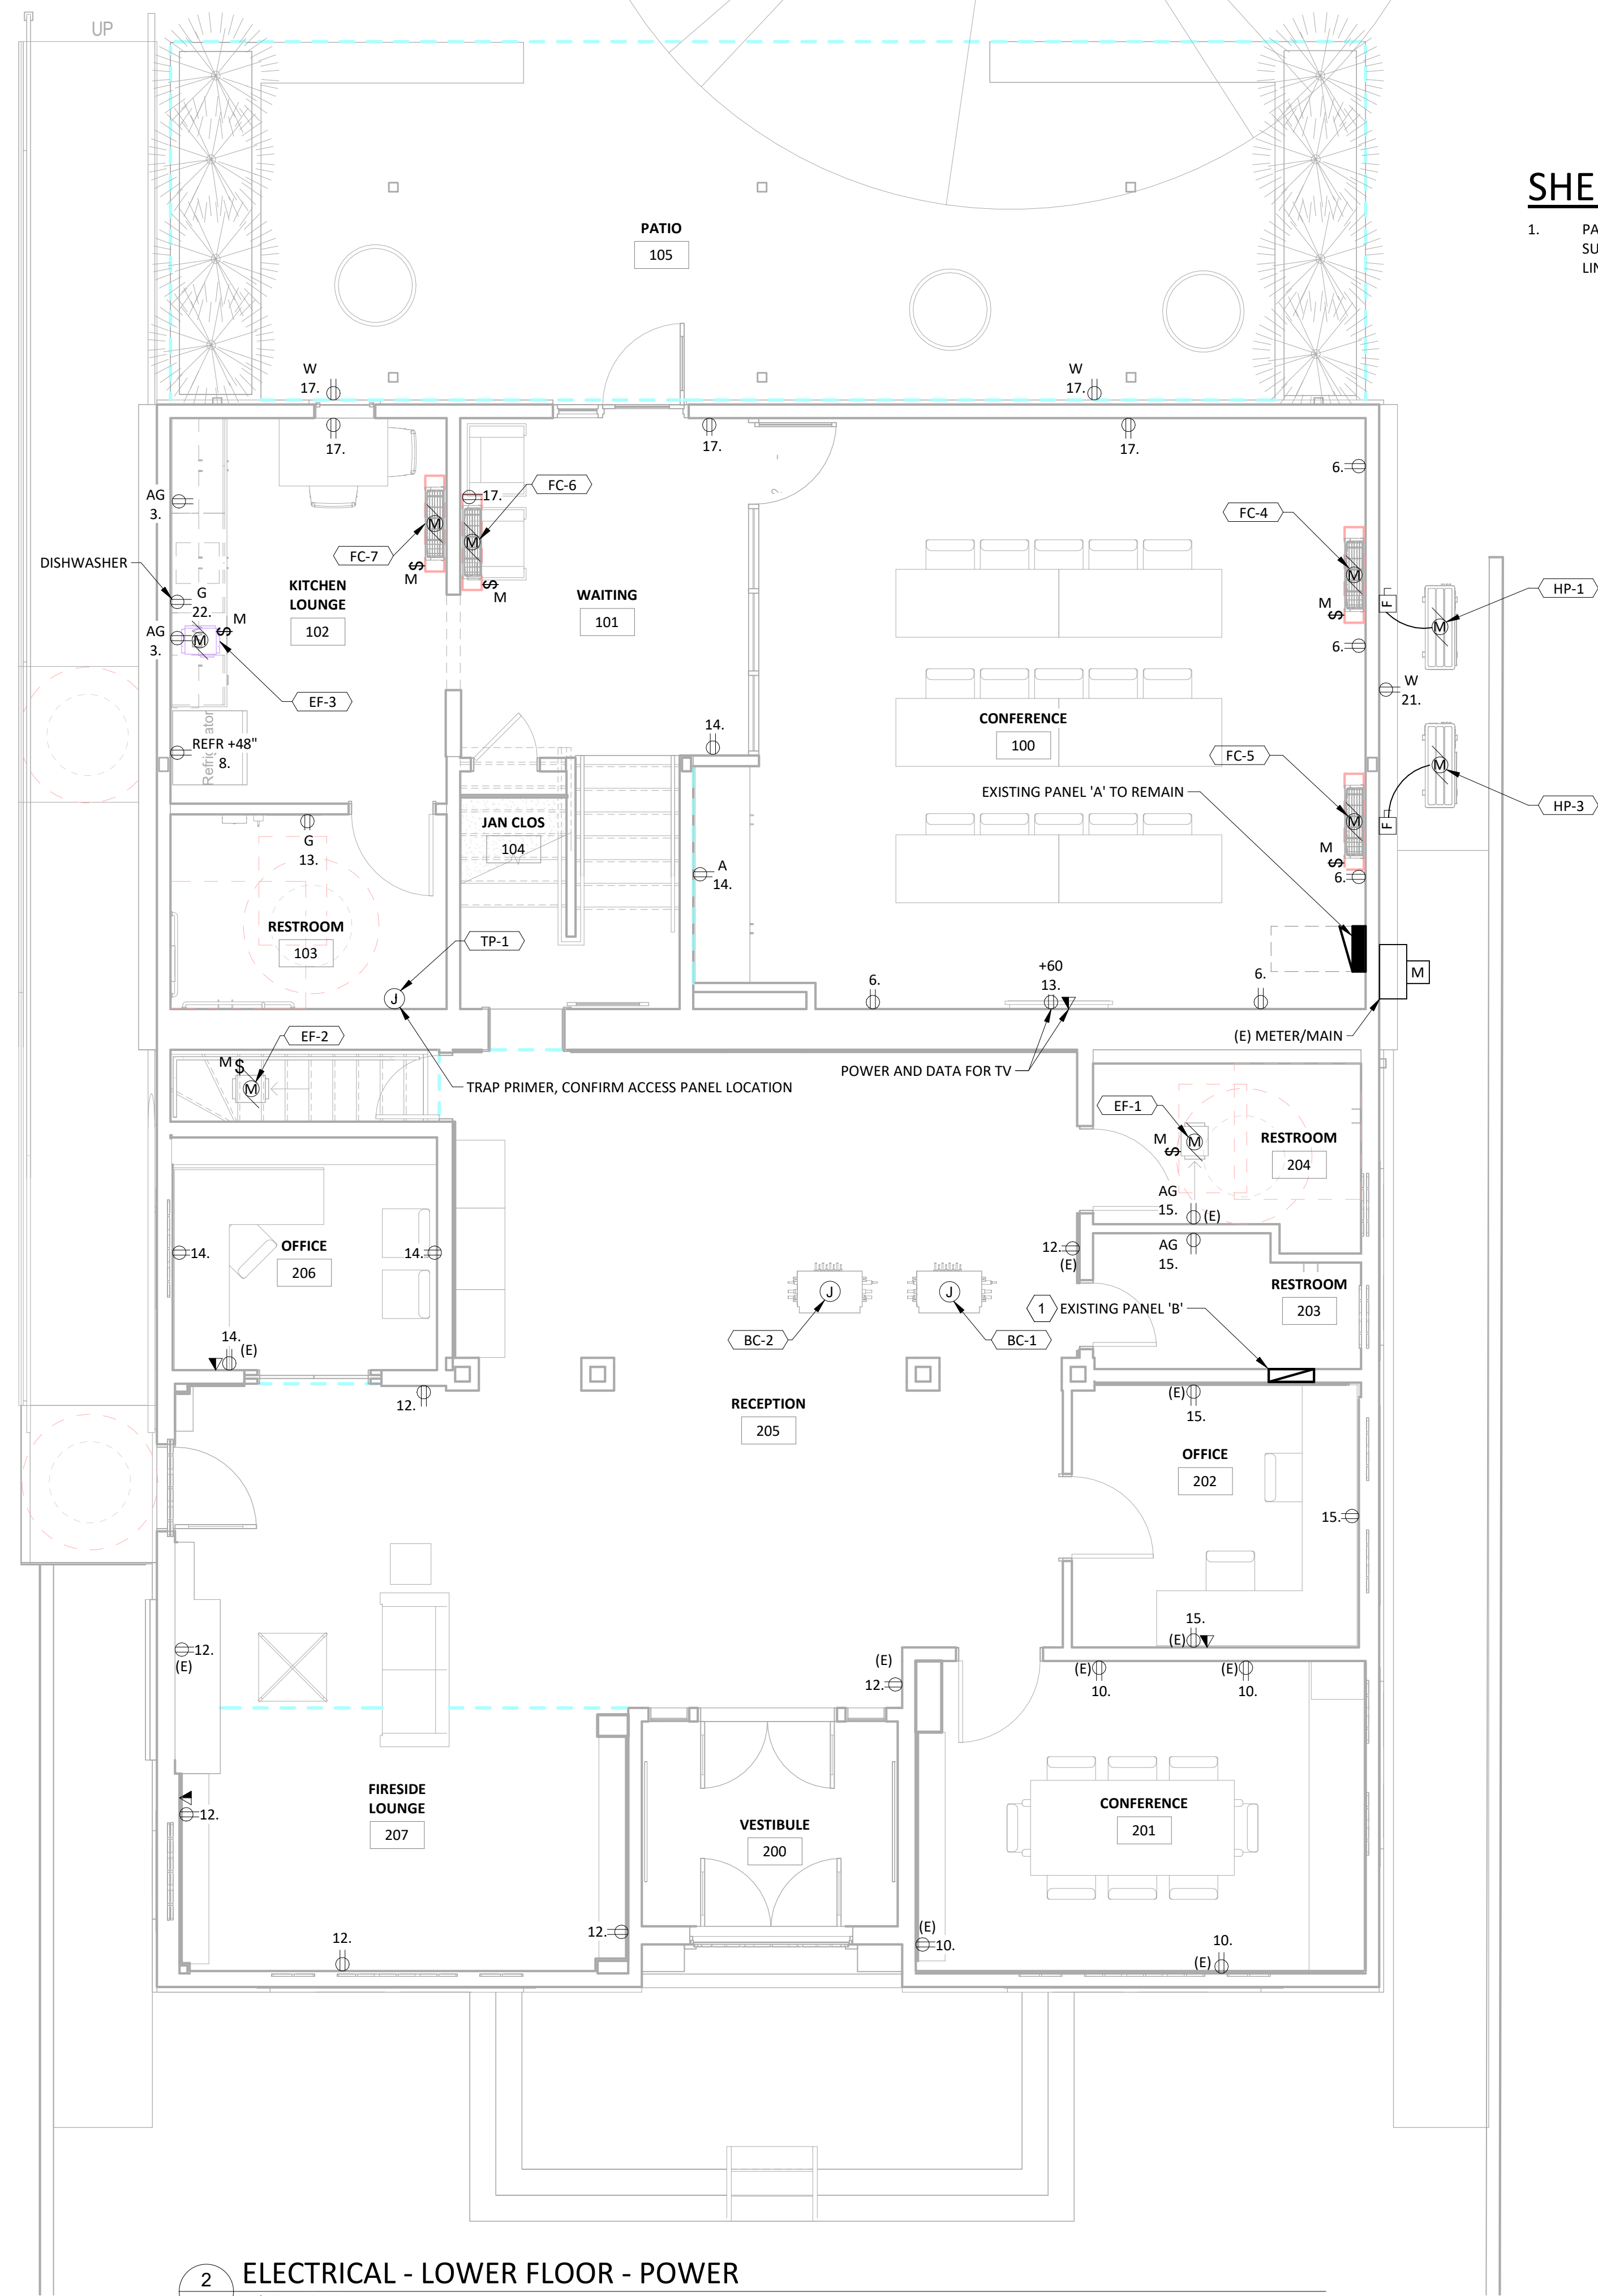 UP
SHE
1. PA
SU
LIN
PATIO
105
W
17.
W
17.
17.
17.
17.
6.
AG
3.
17.
FC-6
FC-4
DISHWASHER
FC-7
M
M
M
M
G
22.
KITCHEN
LOUNGE
102
WAITING
101
M
$
M
F
HP-1
M
AG
3.
M
M
$
EF-3
6.
W
21.
REFR +48"
8.
Refrigerator
14.
CONFERENCE
100
FC-5
M
HP-3
EXISTING PANEL 'A' TO REMAIN
JAN CLOS
104
G
13.
A
14.
M
F
M
$
6.
RESTROOM
103
TP-1
J
6.
+60
13.
6.
M
EF-2
(E) METER/MAIN
M
$
M
TRAP PRIMER, CONFIRM ACCESS PANEL LOCATION
POWER AND DATA FOR TV
EF-1
M
$
M
RESTROOM
204
AG
15.
(E)
OFFICE
206
14.
14.
12.
(E)
AG
15.
RESTROOM
203
J
J
1
EXISTING PANEL 'B'
14.
(E)
BC-2
BC-1
12.
RECEPTION
205
(E)
15.
OFFICE
202
15.
12.
(E)
15.
(E)
(E)
12.
(E)
10.
(E)
10.
FIRESIDE
LOUNGE
207
12.
VESTIBULE
200
CONFERENCE
201
12.
12.
(E)
10.
10.
(E)
2
ELECTRICAL - LOWER FLOOR - POWER